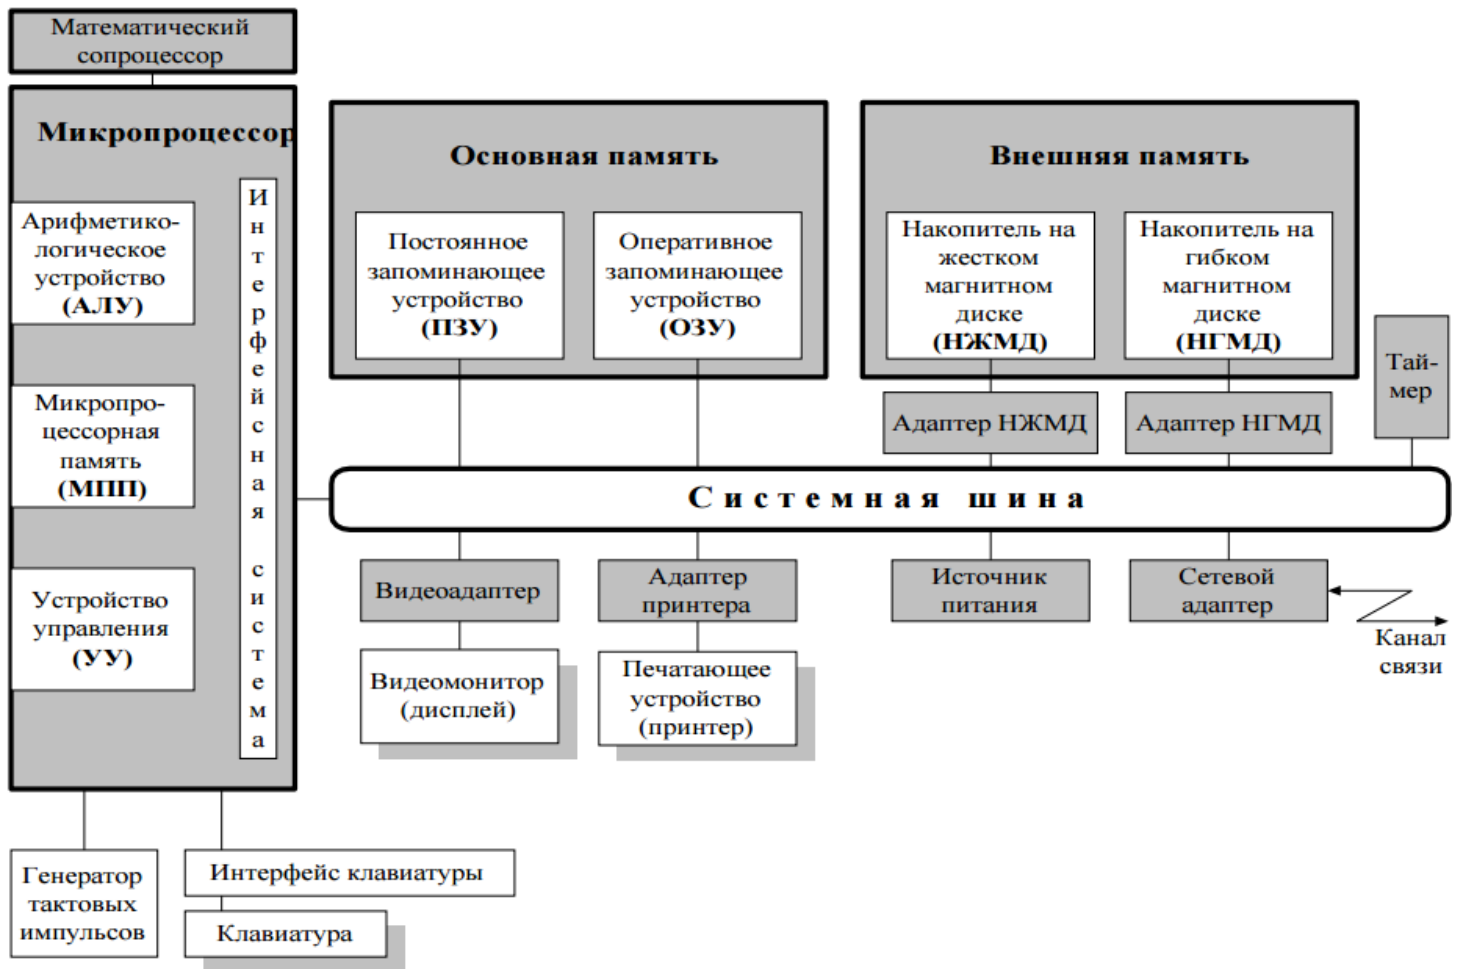 Математический
сопроцессор
Микропроцессор
Арифметико-
логическое
устройство
(АЛУ)
Микропро-
цессорная
память
(МПП)
Устройство
управления
(УУ)
Интерфейсная система
Основная память
Постоянное
запоминающее
устройство
(ПЗУ)
Оперативное
запоминающее
устройство
(ОЗУ)
Внешняя память
Накопитель на
жестком
магнитном
диске
(НЖМД)
Накопитель на
гибком
магнитном
диске
(НГМД)
Адаптер НЖМД
Адаптер НГМД
Тай-
мер
Системная шина
Видеоадаптер
Адаптер
принтера
Источник
питания
Сетевой
адаптер
Канал
связи
Видеомонитор
(дисплей)
Печатающее
устройство
(принтер)
Генератор
тактовых
импульсов
Интерфейс клавиатуры
Клавиатура